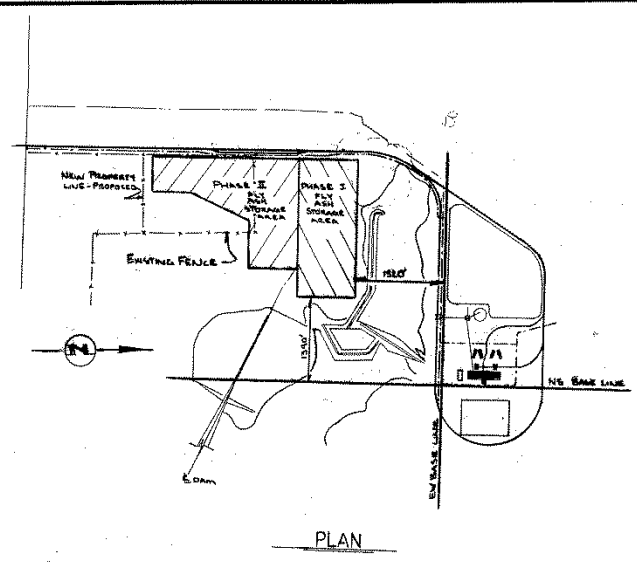 NEW PROPERTY
LINE-PROPOSED
PHASE II
FLY
ASH
STORAGE
AREA
PHASE I
FLY
ASH
STORAGE
AREA
EXISTING FENCE
1320'
1340'
N
NS BASE LINE
EW BASE LINE
℄ DAM
PLAN